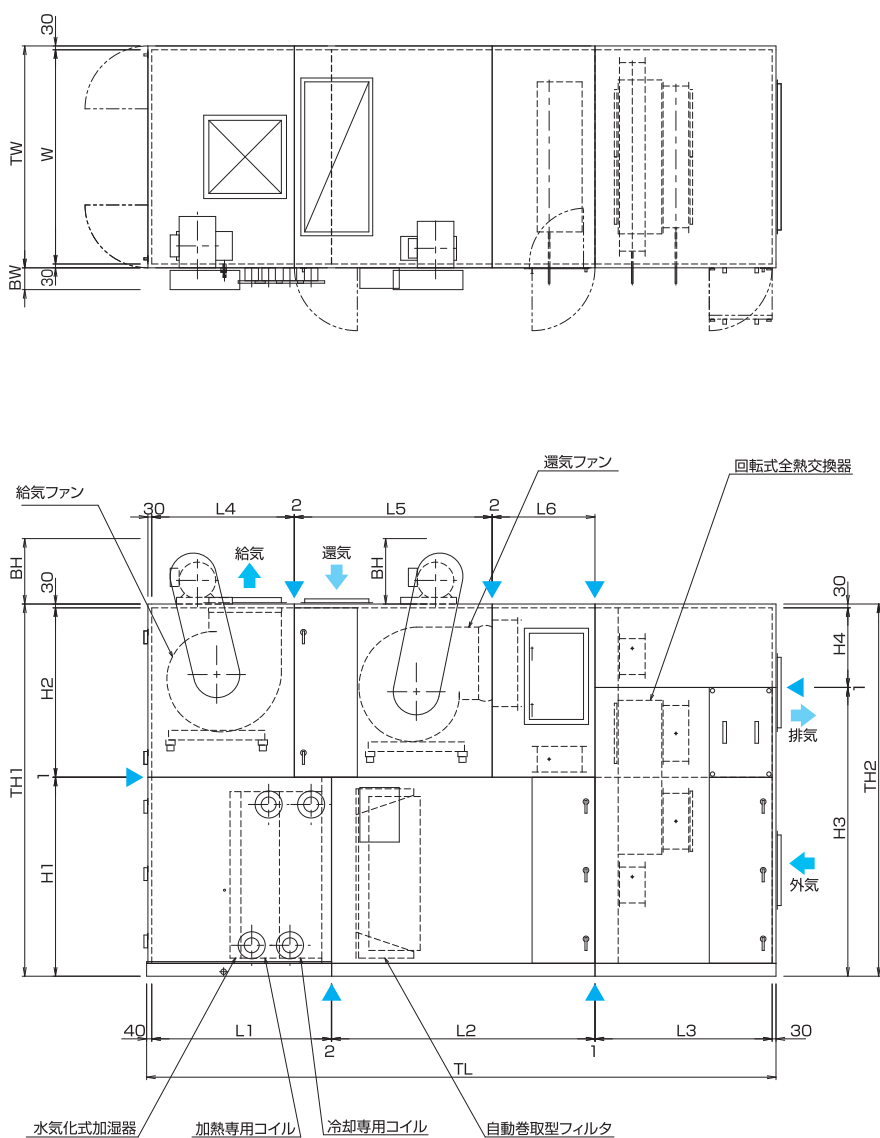 30
TW
W
BW
30
給気ファン
還気ファン
回転式全熱交換器
30
L4
2
L5
2
L6
BH
給気
還気
BH
30
30
H4
H2
1
排気
TH1
1
TH2
H3
H1
外気
40
L1
2
L2
1
L3
30
TL
水気化式加湿器
加熱専用コイル
冷却専用コイル
自動巻取型フィルタ